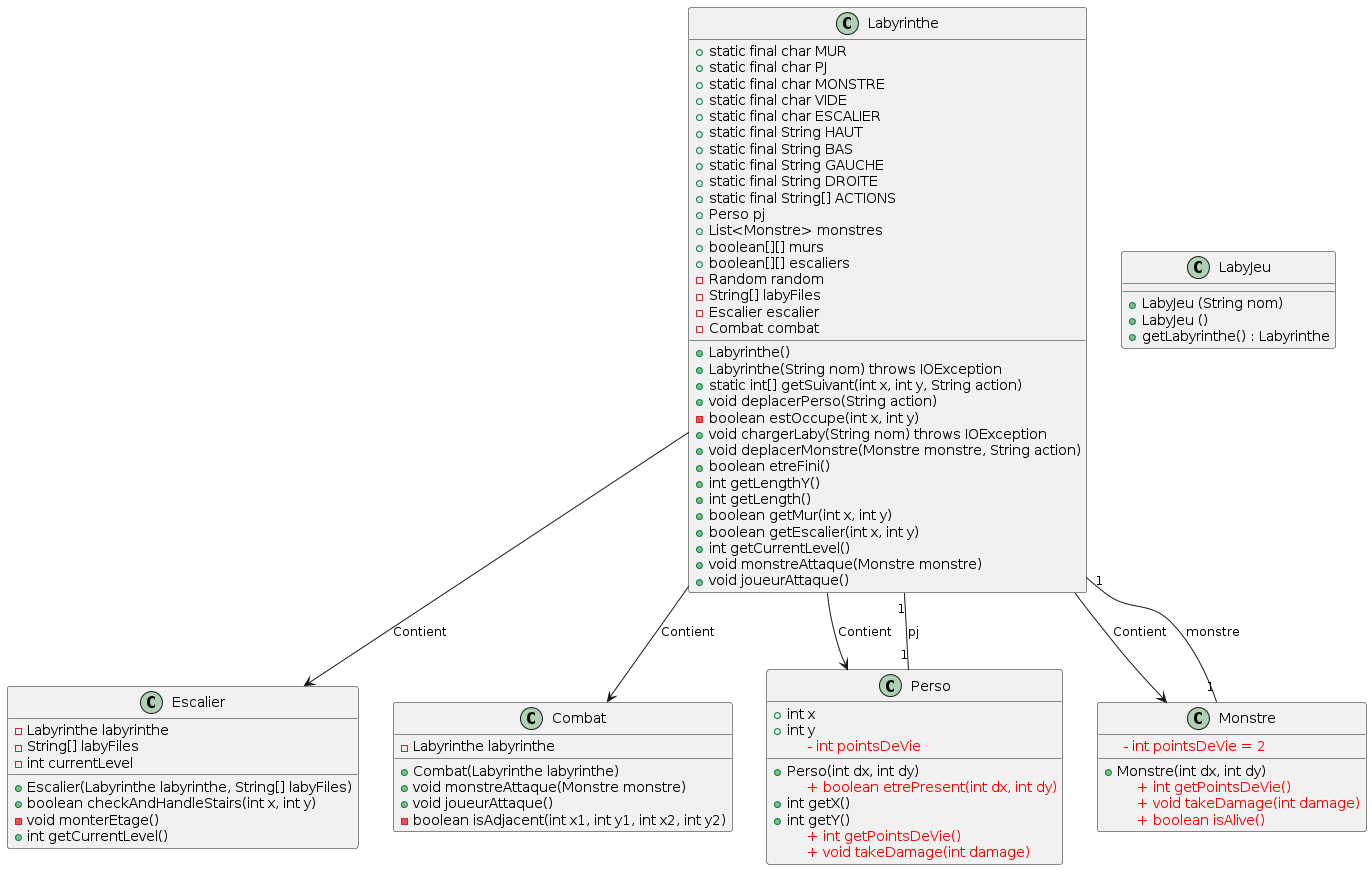 C Labyrinthe
static final char MUR
static final char PJ
static final char MONSTRE
static final char VIDE
static final char ESCALIER
static final String HAUT
static final String BAS
static final String GAUCHE
static final String DROITE
static final String[] ACTIONS
Perso pj
List<Monstre> monstres
boolean[][] murs
boolean[][] escaliers
Random random
String[] labyFiles
Escalier escalier
Combat combat
Labyrinthe()
Labyrinthe(String nom) throws IOException
static int[] getSuivant(int x, int y, String action)
void deplacerPerso(String action)
boolean estOccupe(int x, int y)
void chargerLaby(String nom) throws IOException
void deplacerMonstre(Monstre monstre, String action)
boolean etreFini()
int getLengthY()
int getLength()
boolean getMur(int x, int y)
boolean getEscalier(int x, int y)
int getCurrentLevel()
void monstreAttaque(Monstre monstre)
void joueurAttaque()
C LabyJeu
LabyJeu (String nom)
LabyJeu ()
getLabyrinthe() : Labyrinthe
Contient
Contient
Contient
1
pj
1
Contient
1
monstre
1
C Escalier
Labyrinthe labyrinthe
String[] labyFiles
int currentLevel
Escalier(Labyrinthe labyrinthe, String[] labyFiles)
boolean checkAndHandleStairs(int x, int y)
void monterEtage()
int getCurrentLevel()
C Combat
Labyrinthe labyrinthe
Combat(Labyrinthe labyrinthe)
void monstreAttaque(Monstre monstre)
void joueurAttaque()
boolean isAdjacent(int x1, int y1, int x2, int y2)
C Perso
int x
int y
- int pointsDeVie
Perso(int dx, int dy)
+ boolean etrePresent(int dx, int dy)
int getX()
int getY()
+ int getPointsDeVie()
+ void takeDamage(int damage)
C Monstre
- int pointsDeVie = 2
Monstre(int dx, int dy)
+ int getPointsDeVie()
+ void takeDamage(int damage)
+ boolean isAlive()